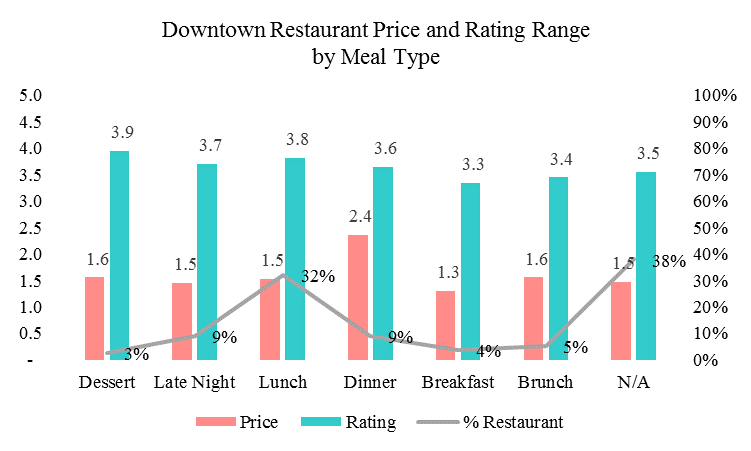 Downtown Restaurant Price and Rating Range
by Meal Type
5.0 100%
4.5 90%
4.0 80%
3.5 70%
3.0 60%
2.5 50%
2.0 40%
1.5 30%
1.0 20%
0.5 10%
- 0%
3.9 3.7 3.8 3.6 3.3 3.4 3.5
1.6 1.5 1.5 2.4 1.3 1.6 1.5
3% 9% 32% 9% 4% 5% 38%
Dessert Late Night Lunch Dinner Breakfast Brunch N/A
Price Rating % Restaurant